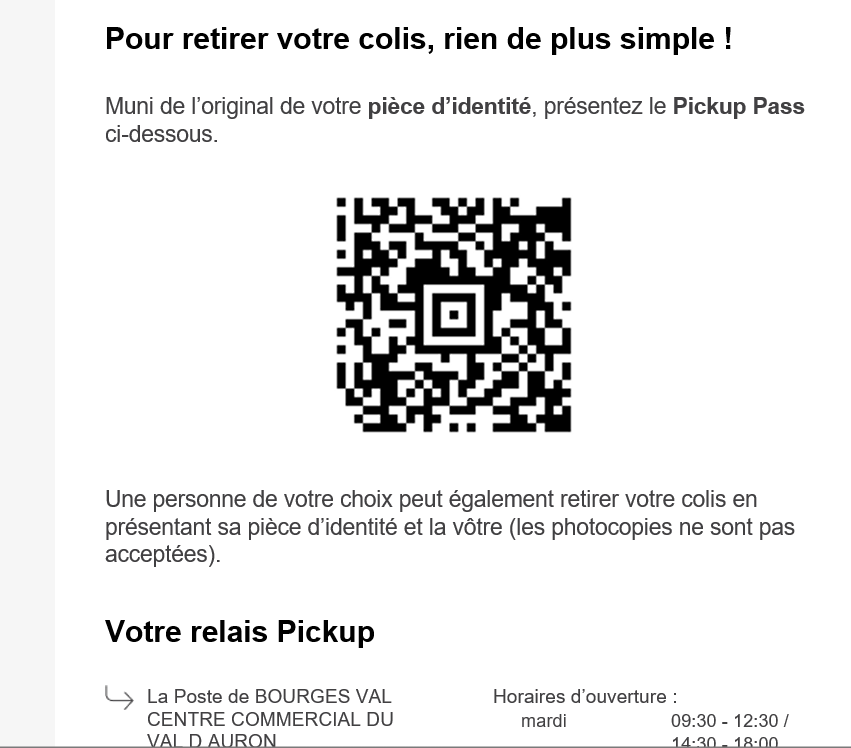 Pour retirer votre colis, rien de plus simple !
Muni de l’original de votre pièce d’identité, présentez le Pickup Pass
ci-dessous.
Une personne de votre choix peut également retirer votre colis en
présentant sa pièce d’identité et la vôtre (les photocopies ne sont pas
acceptées).
Votre relais Pickup
La Poste de BOURGES VAL
CENTRE COMMERCIAL DU
VAL D AURON
Horaires d’ouverture :
mardi 09:30 - 12:30 /
14:30 - 18:00